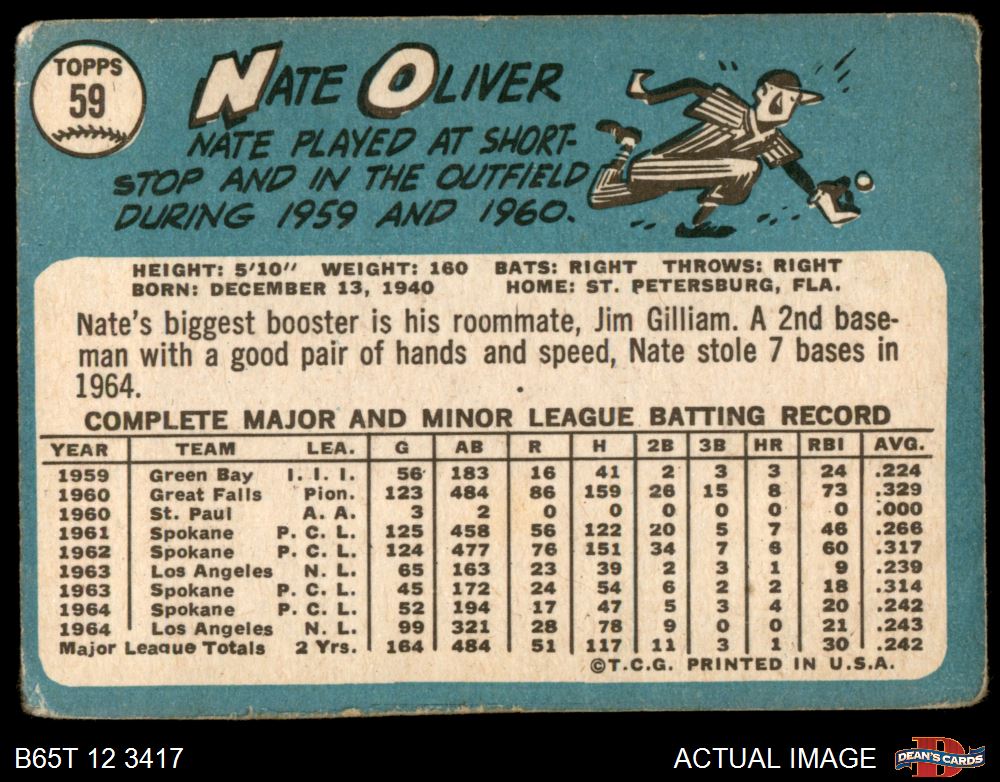 TOPPS
59
NATE OLIVER
NATE PLAYED AT SHORT-
STOP AND IN THE OUTFIELD
DURING 1959 AND 1960.
HEIGHT: 5'10" WEIGHT: 160 BATS: RIGHT THROWS: RIGHT
BORN: DECEMBER 13, 1940 HOME: ST. PETERSBURG, FLA.
Nate's biggest booster is his roommate, Jim Gilliam. A 2nd base-
man with a good pair of hands and speed, Nate stole 7 bases in
1964.
COMPLETE MAJOR AND MINOR LEAGUE BATTING RECORD
YEAR TEAM LEA. G AB R H 2B 3B HR RBI AVG.
1959 Green Bay I. I. I. 56 183 16 41 2 3 3 24 .224
1960 Great Falls Pion. 123 484 86 159 26 15 8 73 .329
1960 St. Paul A. A. 3 2 0 0 0 0 0 0 .000
1961 Spokane P. C. L. 125 458 56 122 20 5 7 46 .266
1962 Spokane P. C. L. 124 477 76 151 34 7 6 60 .317
1963 Los Angeles N. L. 65 163 23 39 2 3 1 9 .239
1963 Spokane P. C. L. 45 172 24 54 6 2 2 18 .314
1964 Spokane P. C. L. 52 194 17 47 5 3 4 20 .242
1964 Los Angeles N. L. 99 321 28 78 9 0 0 21 .243
Major League Totals 2 Yrs. 164 484 51 117 11 3 1 30 .242
©T.C.G. PRINTED IN U.S.A.
B65T 12 3417 ACTUAL IMAGE
D
DEAN'S CARDS